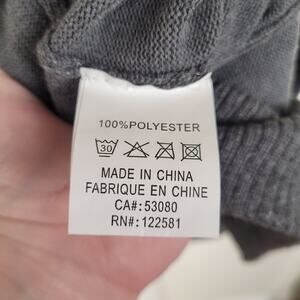 100%POLYESTER
30
MADE IN CHINA
FABRIQUE EN CHINE
CA#: 53080
RN#: 122581